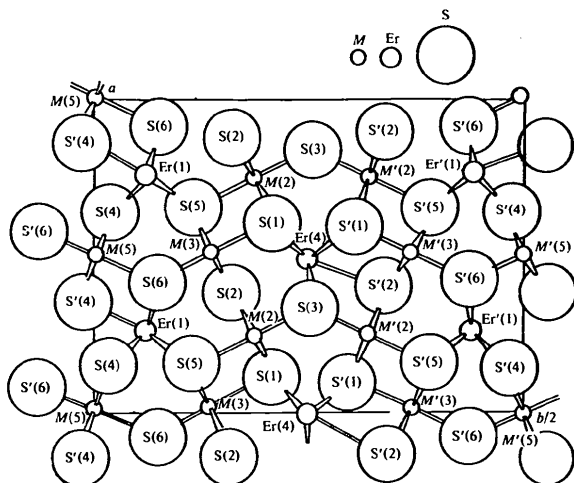 S
M Er
a
M(5)
S(6) S(2) S′(2) S′(6)
S′(4) S(3)
Er(1) Er′(1)
M(2) M′(2)
S(4) S(5) S(1) S′(1) S′(5) S′(4)
S′(6) M(5) M(3) Er(4) M′(3) M′(5)
S(6) S(2) S′(2) S′(6)
S′(4) S(3)
Er(1) M(2) M′(2) Er′(1)
S(4) S(5) S(1) S′(1) S′(5) S′(4)
S′(6) M(5) M(3) Er(4) M′(3) b/2
S(6) S′(6) M′(5)
S′(4) S(2) S′(2)